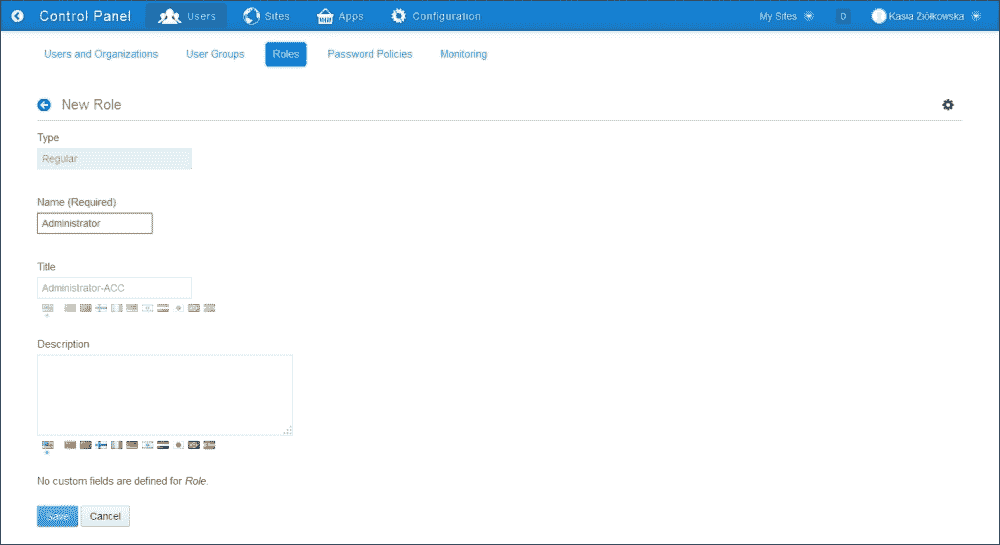 Control Panel Users Sites Apps Configuration My Sites 0 Kasia Ziółkowska
Users and Organizations User Groups Roles Password Policies Monitoring
New Role
Type
Regular
Name (Required)
Administrator
Title
Administrator-ACC
Description
No custom fields are defined for Role.
Save Cancel